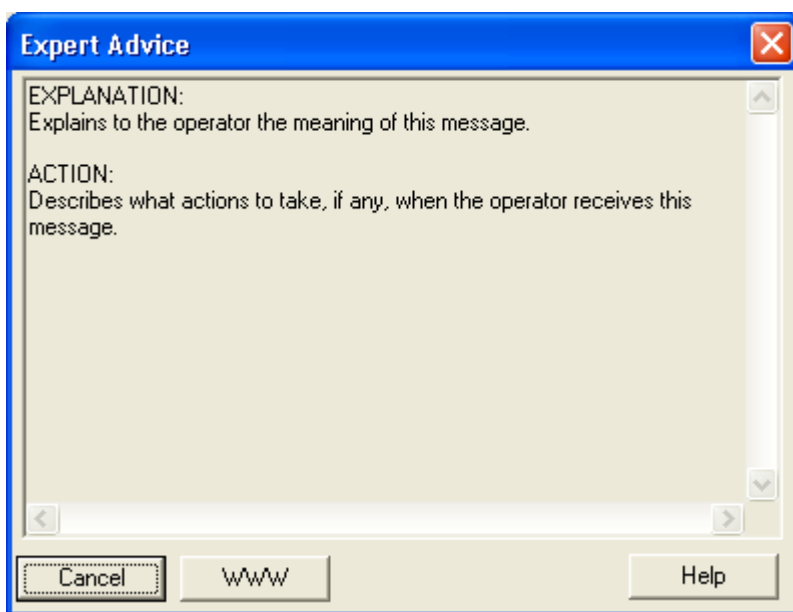 Expert Advice
EXPLANATION:
Explains to the operator the meaning of this message.
ACTION:
Describes what actions to take, if any, when the operator receives this
message.
Cancel
WWW
Help